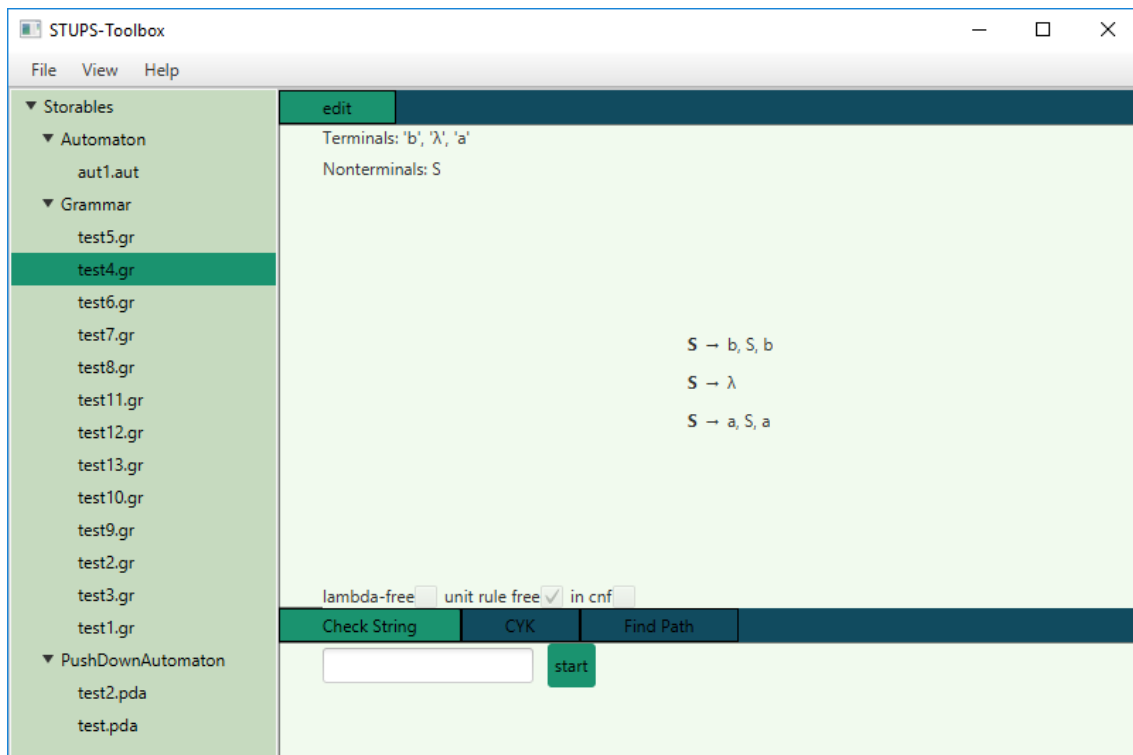 STUPS-Toolbox
File View Help
Storables
Automaton
aut1.aut
Grammar
test5.gr
test4.gr
test6.gr
test7.gr
test8.gr
test11.gr
test12.gr
test13.gr
test10.gr
test9.gr
test2.gr
test3.gr
test1.gr
PushDownAutomaton
test2.pda
test.pda
edit
Terminals: 'b', 'λ', 'a'
Nonterminals: S
S → b, S, b
S → λ
S → a, S, a
lambda-free unit rule free in cnf
Check String CYK Find Path
start